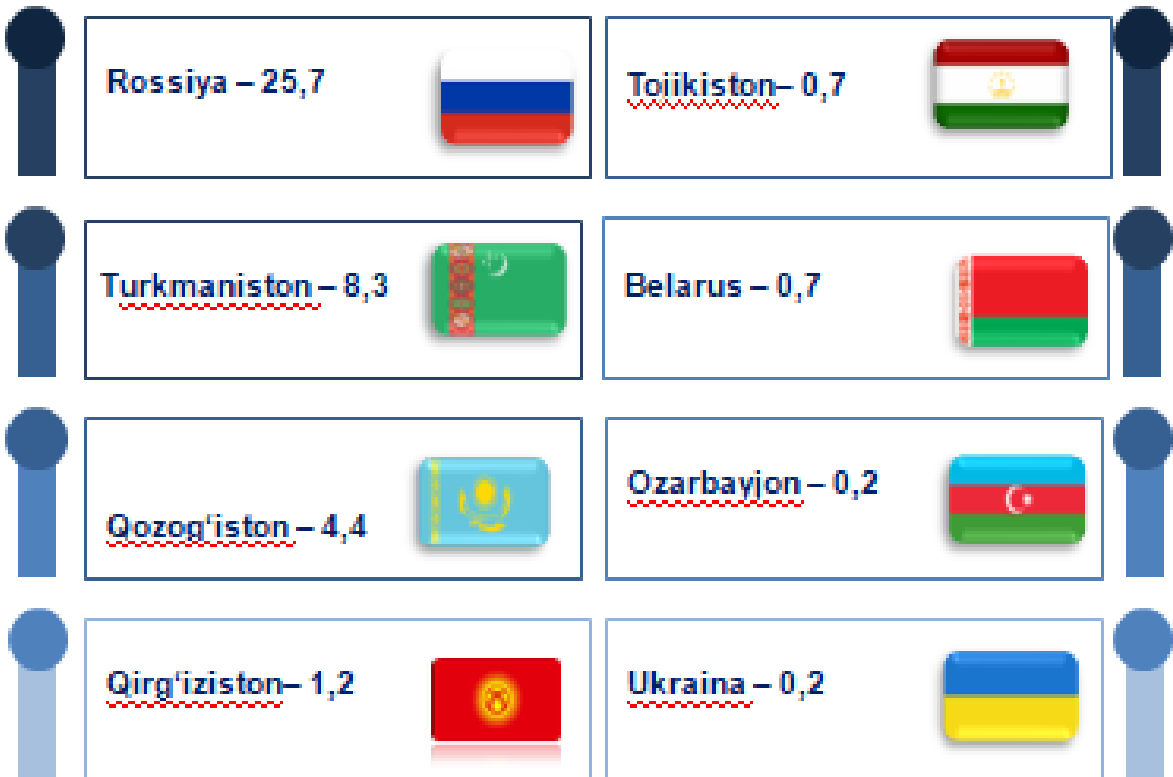 Rossiya – 25,7
Tojikiston– 0,7
Turkmaniston – 8,3
Belarus – 0,7
Qozog‘iston – 4,4
Ozarbayjon – 0,2
Qirg‘iziston– 1,2
Ukraina – 0,2